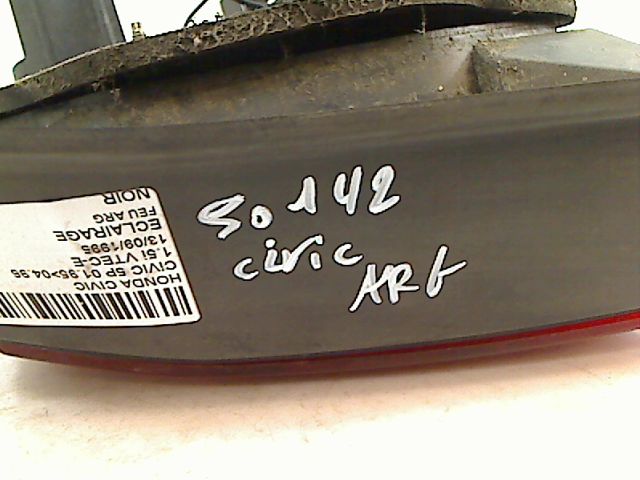 50142
civic
ARG
HONDA CIVIC
CIVIC 5P 01.95>04.95
1.5i VTEC-E
13/09/1995
ECLAIRAGE
FEU ARG
NOIR